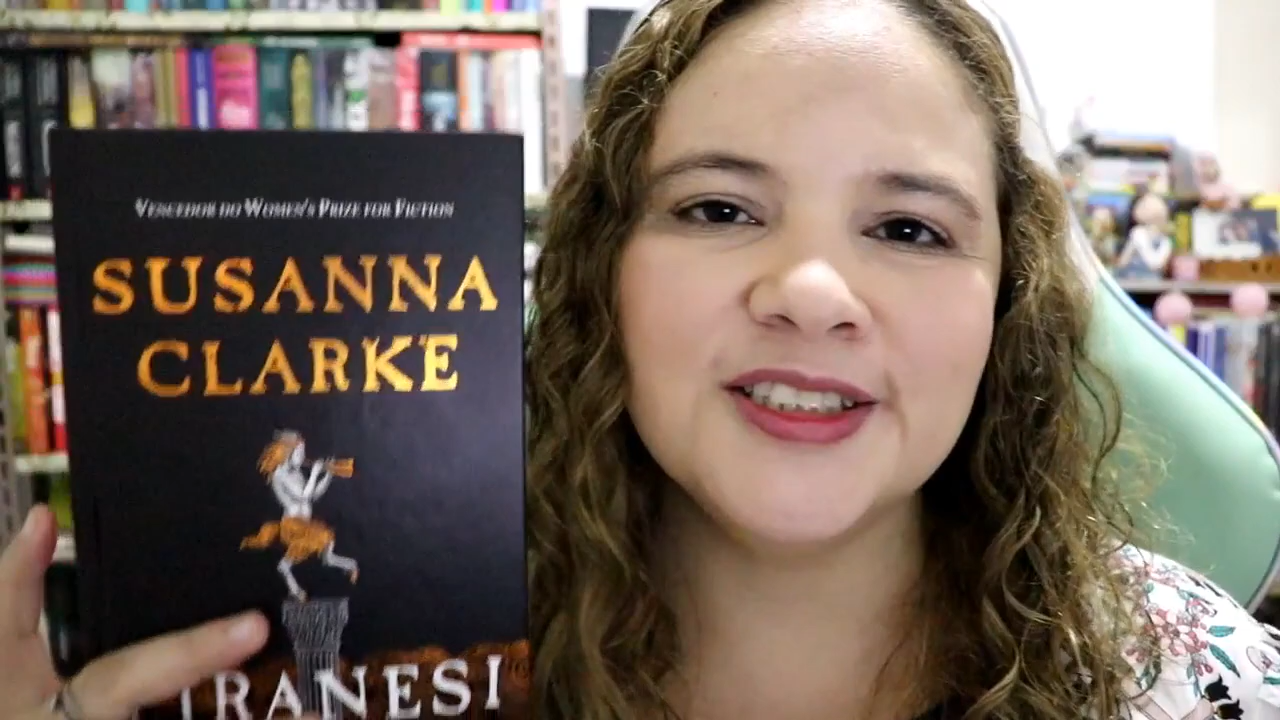 VENCEDOR DO WOMEN'S PRIZE FOR FICTION
SUSANNA
CLARKE
IRANESI